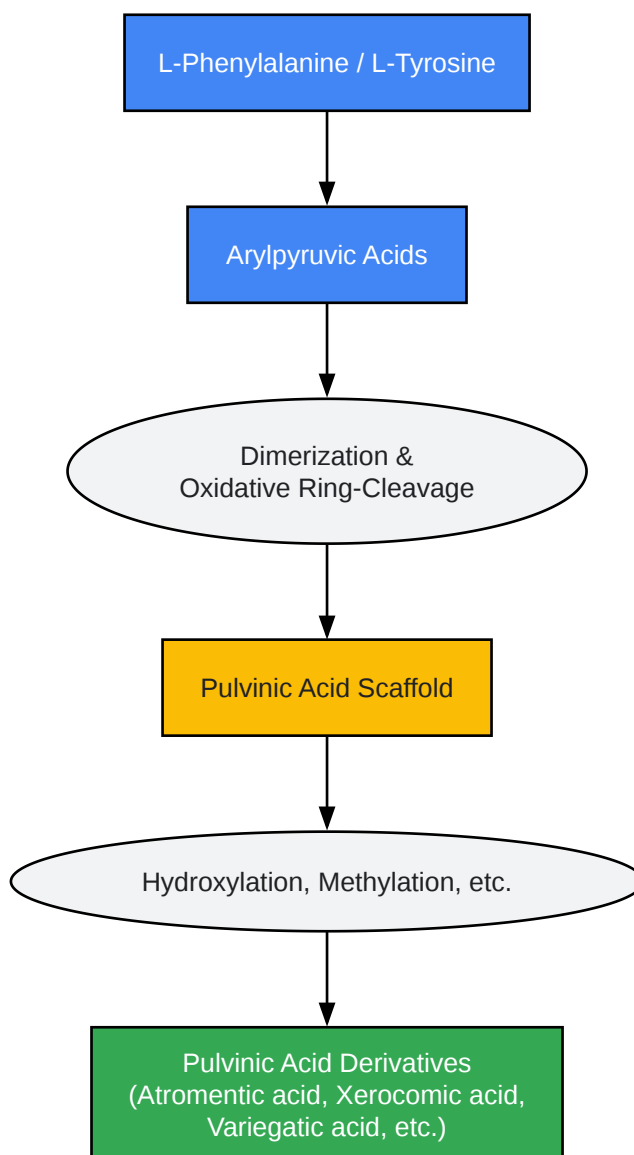 L-Phenylalanine / L-Tyrosine
Arylpyruvic Acids
Dimerization &
Oxidative Ring-Cleavage
Pulvinic Acid Scaffold
Hydroxylation, Methylation, etc.
Pulvinic Acid Derivatives
(Atromentic acid, Xerocomic acid,
Variegatic acid, etc.)